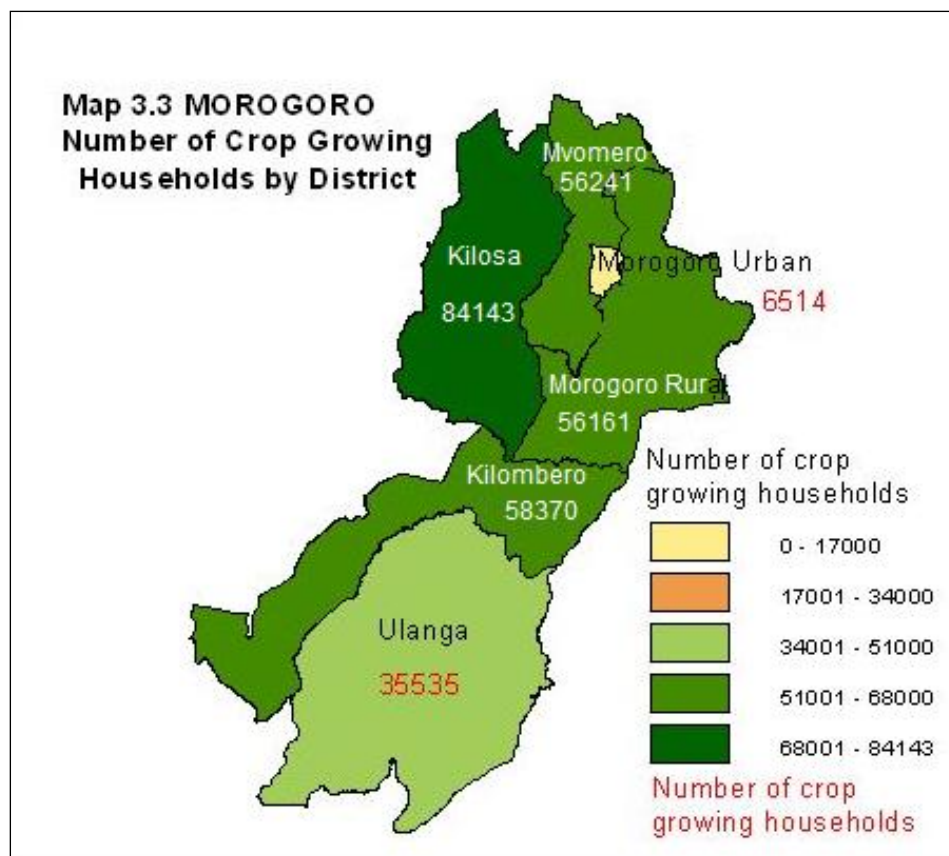 Map 3.3 MOROGORO
Number of Crop Growing
Households by District
Mvomero
56241
Kilosa
84143
Morogoro Urban
6514
Morogoro Rural
56161
Kilombero
58370
Ulanga
35535
Number of crop
growing households
0 - 17000
17001 - 34000
34001 - 51000
51001 - 68000
68001 - 84143
Number of crop
growing households